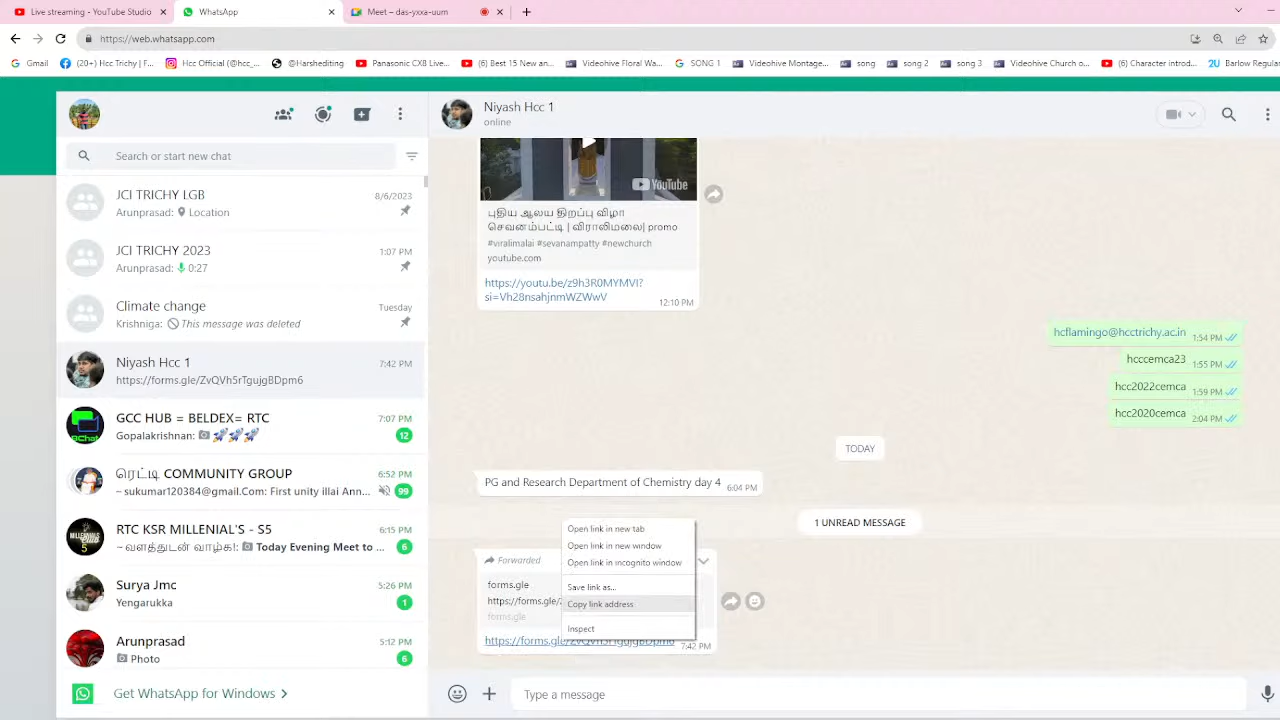 Live streaming - YouTube Studio
WhatsApp
Meet – das-yxxa-uum
https://web.whatsapp.com
Gmail
(20+) Hcc Trichy | F...
Hcc Official (@hcc_...
@Harshediting
Panasonic CX8 Live...
(6) Best 15 New an...
Videohive Floral Wa...
SONG 1
Videohive Montage...
song
song 2
song 3
Videohive Church o...
(6) Character introd...
Barlow Regular
Niyash Hcc 1
online
Search or start new chat
JCI TRICHY LGB
8/6/2023
Arunprasad: Location
JCI TRICHY 2023
1:07 PM
Arunprasad: 0:27
Climate change
Tuesday
Krishniga: This message was deleted
Niyash Hcc 1
7:42 PM
https://forms.gle/ZvQVh5rTgujgBDpm6
GCC HUB = BELDEX= RTC
7:07 PM
Gopalakrishnan: 🚀🚀🚀
12
ரெட்டி COMMUNITY GROUP
6:52 PM
~ sukumar120384@gmail.Com: First unity illai Ann...
99
RTC KSR MILLENIAL'S - S5
6:15 PM
~ வளத்துடன் வாழ்க!: Today Evening Meet to ...
6
Surya Jmc
5:26 PM
Yengarukka
1
Arunprasad
5:12 PM
Photo
6
Get WhatsApp for Windows
YouTube
புதிய ஆலய திறப்பு விழா
செவனம்பட்டி | விராலிமலை| promo
#viralimalai #sevanampatty #newchurch
youtube.com
https://youtu.be/z9h3R0MYMVI?
si=Vh28nsahjnmWZWwV
12:10 PM
hcflamingo@hcctrichy.ac.in
1:54 PM
hcccemca23
1:55 PM
hcc2022cemca
1:59 PM
hcc2020cemca
2:04 PM
TODAY
PG and Research Department of Chemistry day 4
6:04 PM
1 UNREAD MESSAGE
Forwarded
forms.gle
https://forms.gle/
forms.gle
https://forms.gle/ZvQVh5rTgujgBDpm6
7:42 PM
Open link in new tab
Open link in new window
Open link in incognito window
Save link as...
Copy link address
Inspect
Type a message